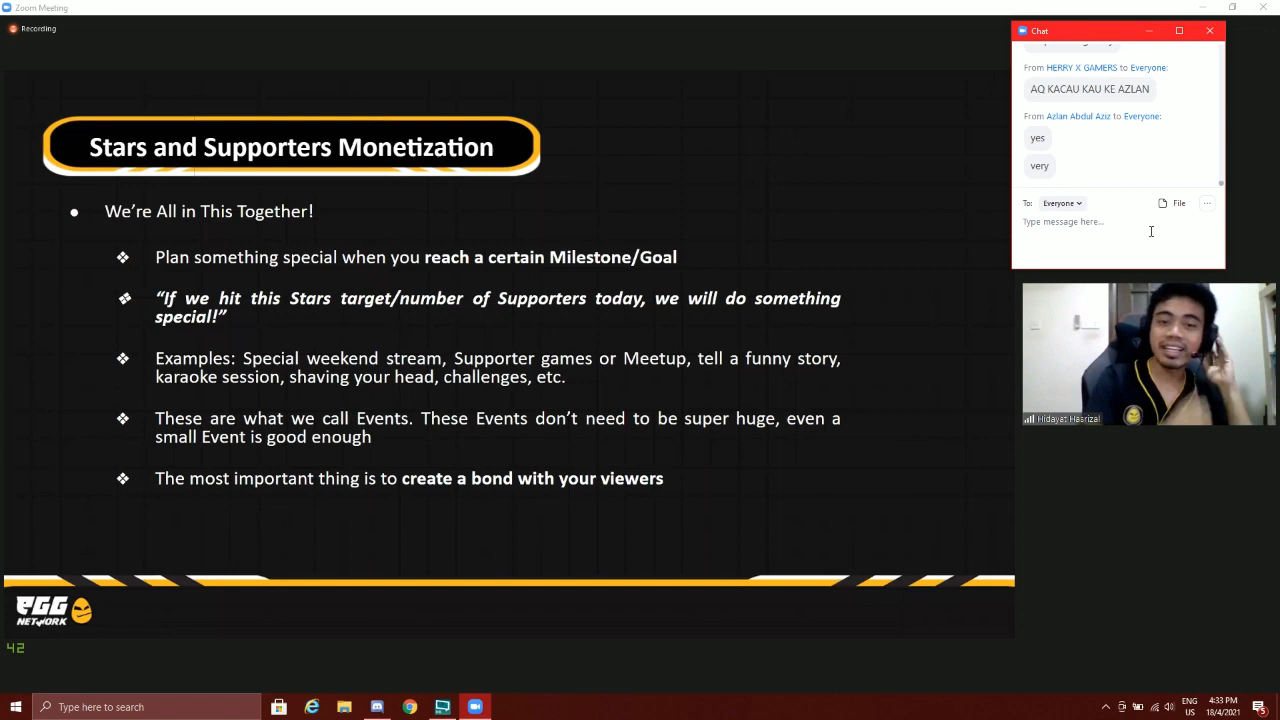 Zoom Meeting
Recording
Stars and Supporters Monetization
● We're All in This Together!
❖ Plan something special when you reach a certain Milestone/Goal
❖ “If we hit this Stars target/number of Supporters today, we will do something
special!”
❖ Examples: Special weekend stream, Supporter games or Meetup, tell a funny story,
karaoke session, shaving your head, challenges, etc.
❖ These are what we call Events. These Events don't need to be super huge, even a
small Event is good enough
❖ The most important thing is to create a bond with your viewers
EGG
NETWORK
42
Chat
From HERRY X GAMERS to Everyone:
AQ KACAU KAU KE AZLAN
From Azlan Abdul Aziz to Everyone:
yes
very
To: Everyone File ...
Type message here...
Hidayat Hasrizal
Type here to search
ENG
US
4:33 PM
18/4/2021
5